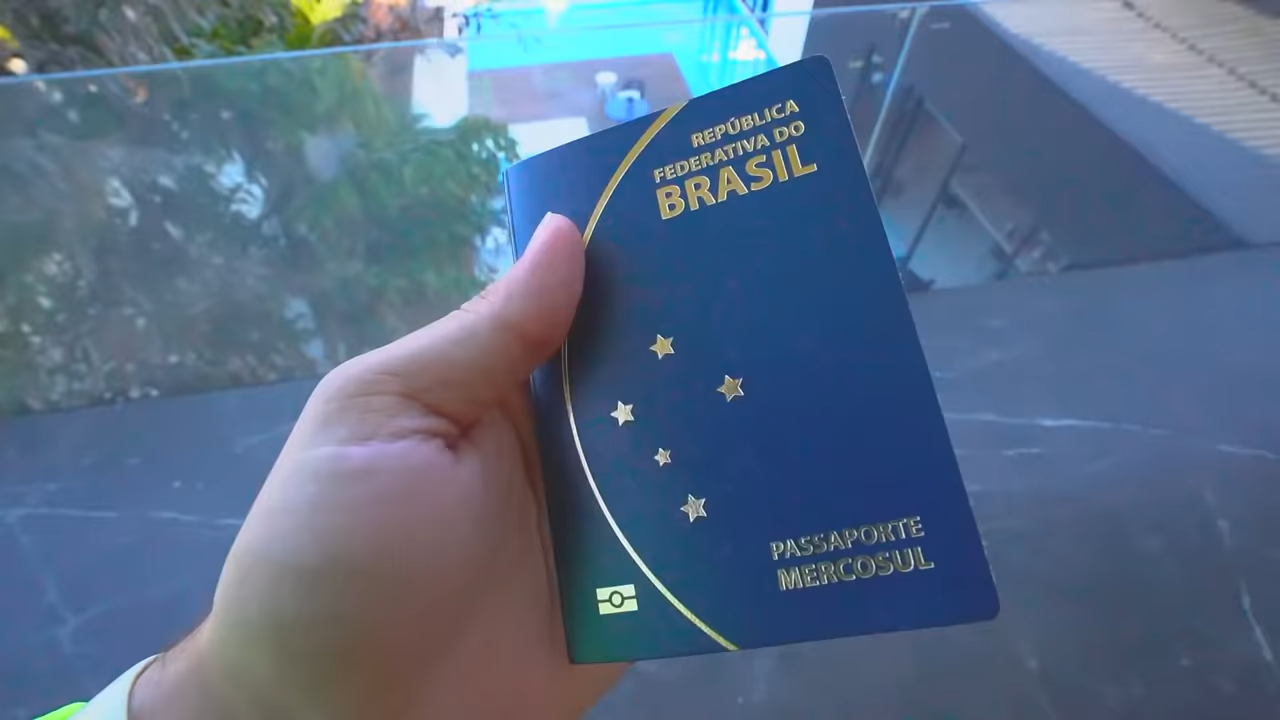 REPÚBLICA
FEDERATIVA DO
BRASIL
PASSAPORTE
MERCOSUL